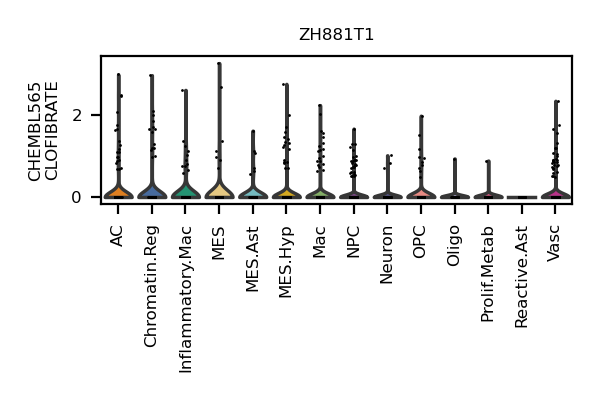 ZH881T1
CHEMBL565
CLOFIBRATE
2
0
AC
Chromatin.Reg
Inflammatory.Mac
MES
MES.Ast
MES.Hyp
Mac
NPC
Neuron
OPC
Oligo
Prolif.Metab
Reactive.Ast
Vasc